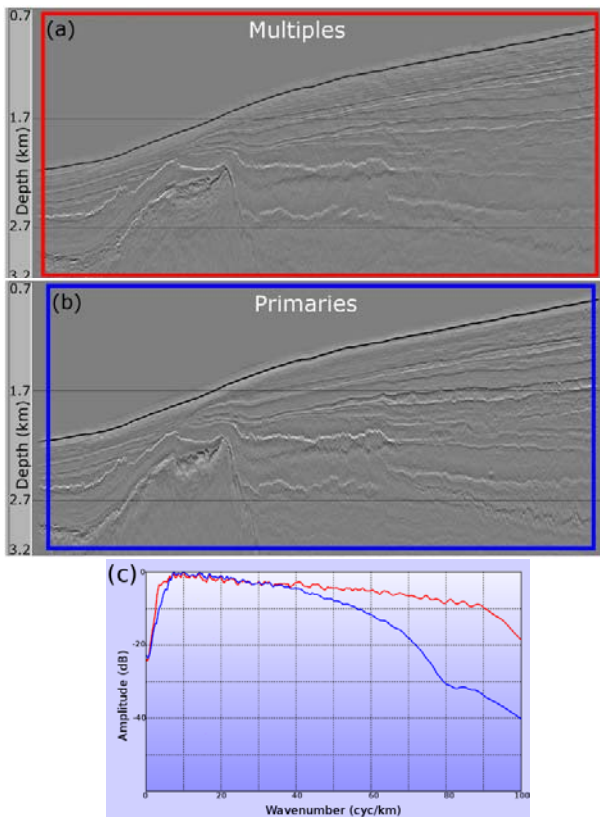 0.7
(a)
Multiples
1.7
Depth (km)
2.7
3.2
0.7
(b)
Primaries
1.7
Depth (km)
2.7
3.2
(c)
0
-20
-40
Amplitude (dB)
0 20 40 60 80 100
Wavenumber (cyc/km)